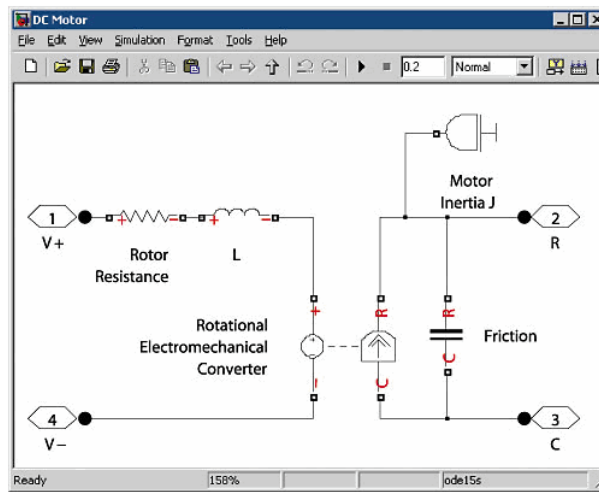 DC Motor
File Edit View Simulation Format Tools Help
0.2 Normal
Motor
Inertia J
1
V+
+ − + −
Rotor
Resistance
L
2
R
Rotational
Electromechanical
Converter
+
−
R
C
R
C
Friction
4
V−
3
C
Ready 158% ode15s